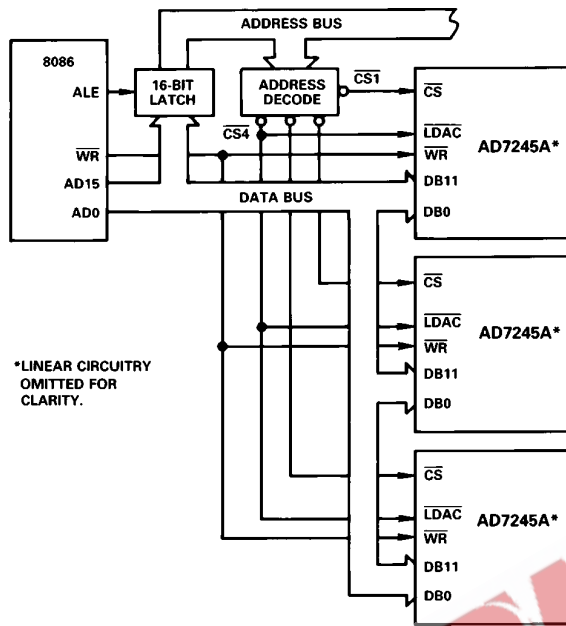 ADDRESS BUS
8086
ALE
WR
AD15
AD0
16-BIT
LATCH
ADDRESS
DECODE
CS1
CS4
DATA BUS
CS
LDAC
WR
DB11
DB0
AD7245A*
CS
LDAC
WR
DB11
DB0
AD7245A*
CS
LDAC
WR
DB11
DB0
AD7245A*
*LINEAR CIRCUITRY
OMITTED FOR
CLARITY.